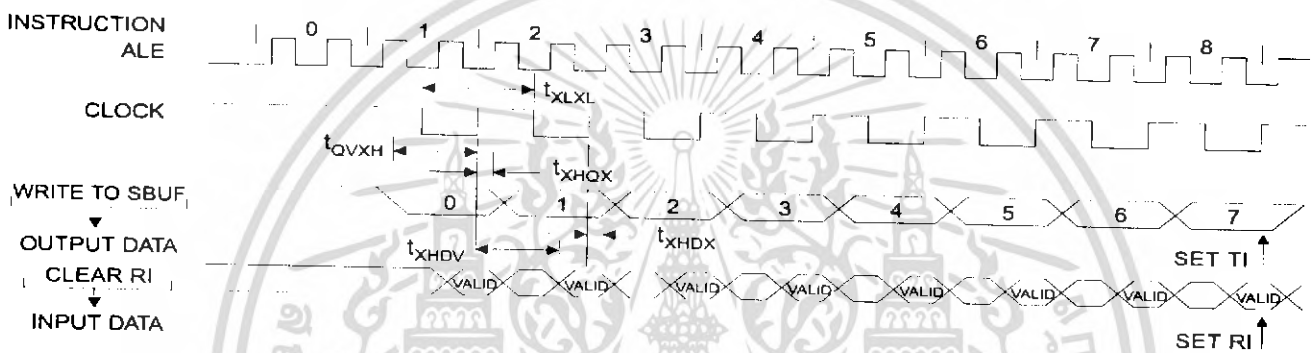 INSTRUCTION
0 1 2 3 4 5 6 7 8
ALE
tXLXL
CLOCK
tQVXH
tXHQX
WRITE TO SBUF
0 1 2 3 4 5 6 7
OUTPUT DATA
tXHDV
tXHDX
SET TI
CLEAR RI
VALID VALID VALID VALID VALID VALID VALID VALID
INPUT DATA
SET RI